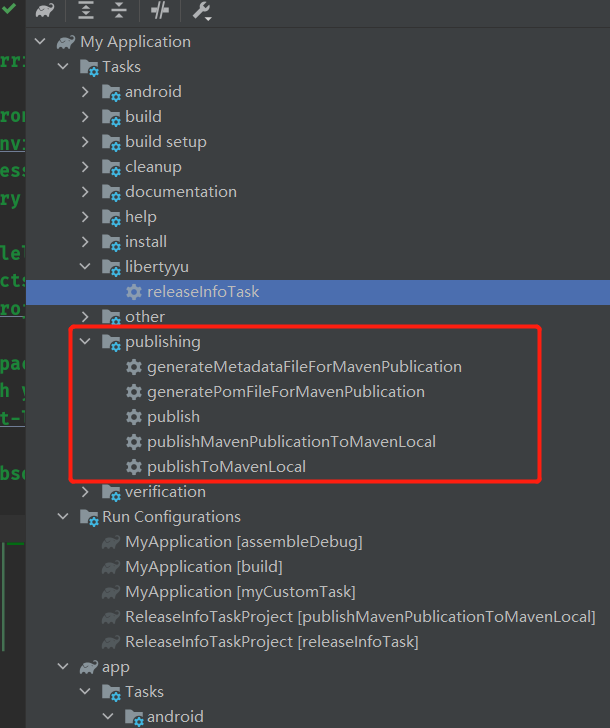 My Application
Tasks
android
build
build setup
cleanup
documentation
help
install
libertyyu
releaseInfoTask
other
publishing
generateMetadataFileForMavenPublication
generatePomFileForMavenPublication
publish
publishMavenPublicationToMavenLocal
publishToMavenLocal
verification
Run Configurations
MyApplication [assembleDebug]
MyApplication [build]
MyApplication [myCustomTask]
ReleaseInfoTaskProject [publishMavenPublicationToMavenLocal]
ReleaseInfoTaskProject [releaseInfoTask]
app
Tasks
android